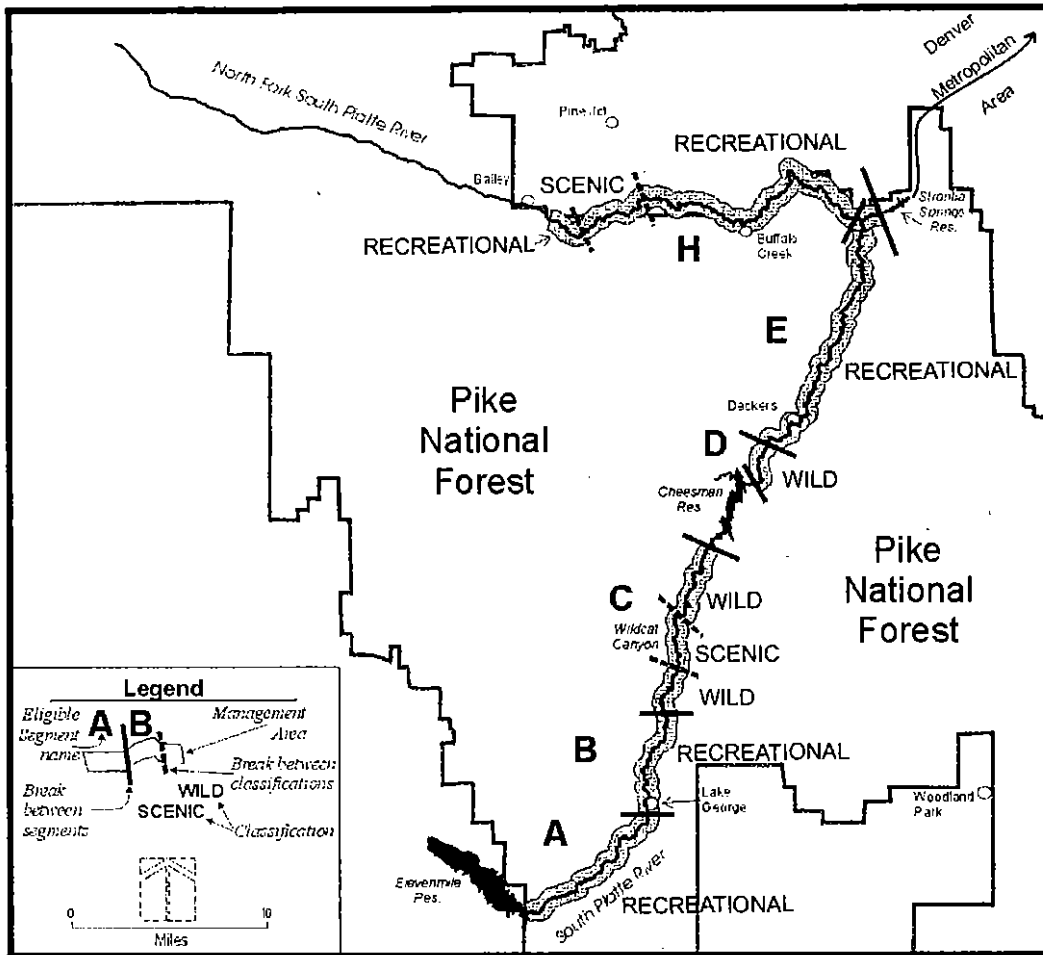 Denver
Metropolitan
Area
North Fork South Platte River
Pine Jct
RECREATIONAL
Bailey
SCENIC
RECREATIONAL
H
Buffalo
Creek
Strontia
Springs
Res.
E
RECREATIONAL
Pike
National
Forest
Deckers
D
WILD
Cheesman
Res.
Pike
National
Forest
C
WILD
Wildcat
Canyon
SCENIC
WILD
B
RECREATIONAL
Lake
George
Woodland
Park
A
Elevenmile
Res.
South Platte River
RECREATIONAL
Legend
Eligible
Segment
name
A
B
Management
Area
Break between
classifications
Break
between
segments
WILD
SCENIC
Classification
0
10
Miles